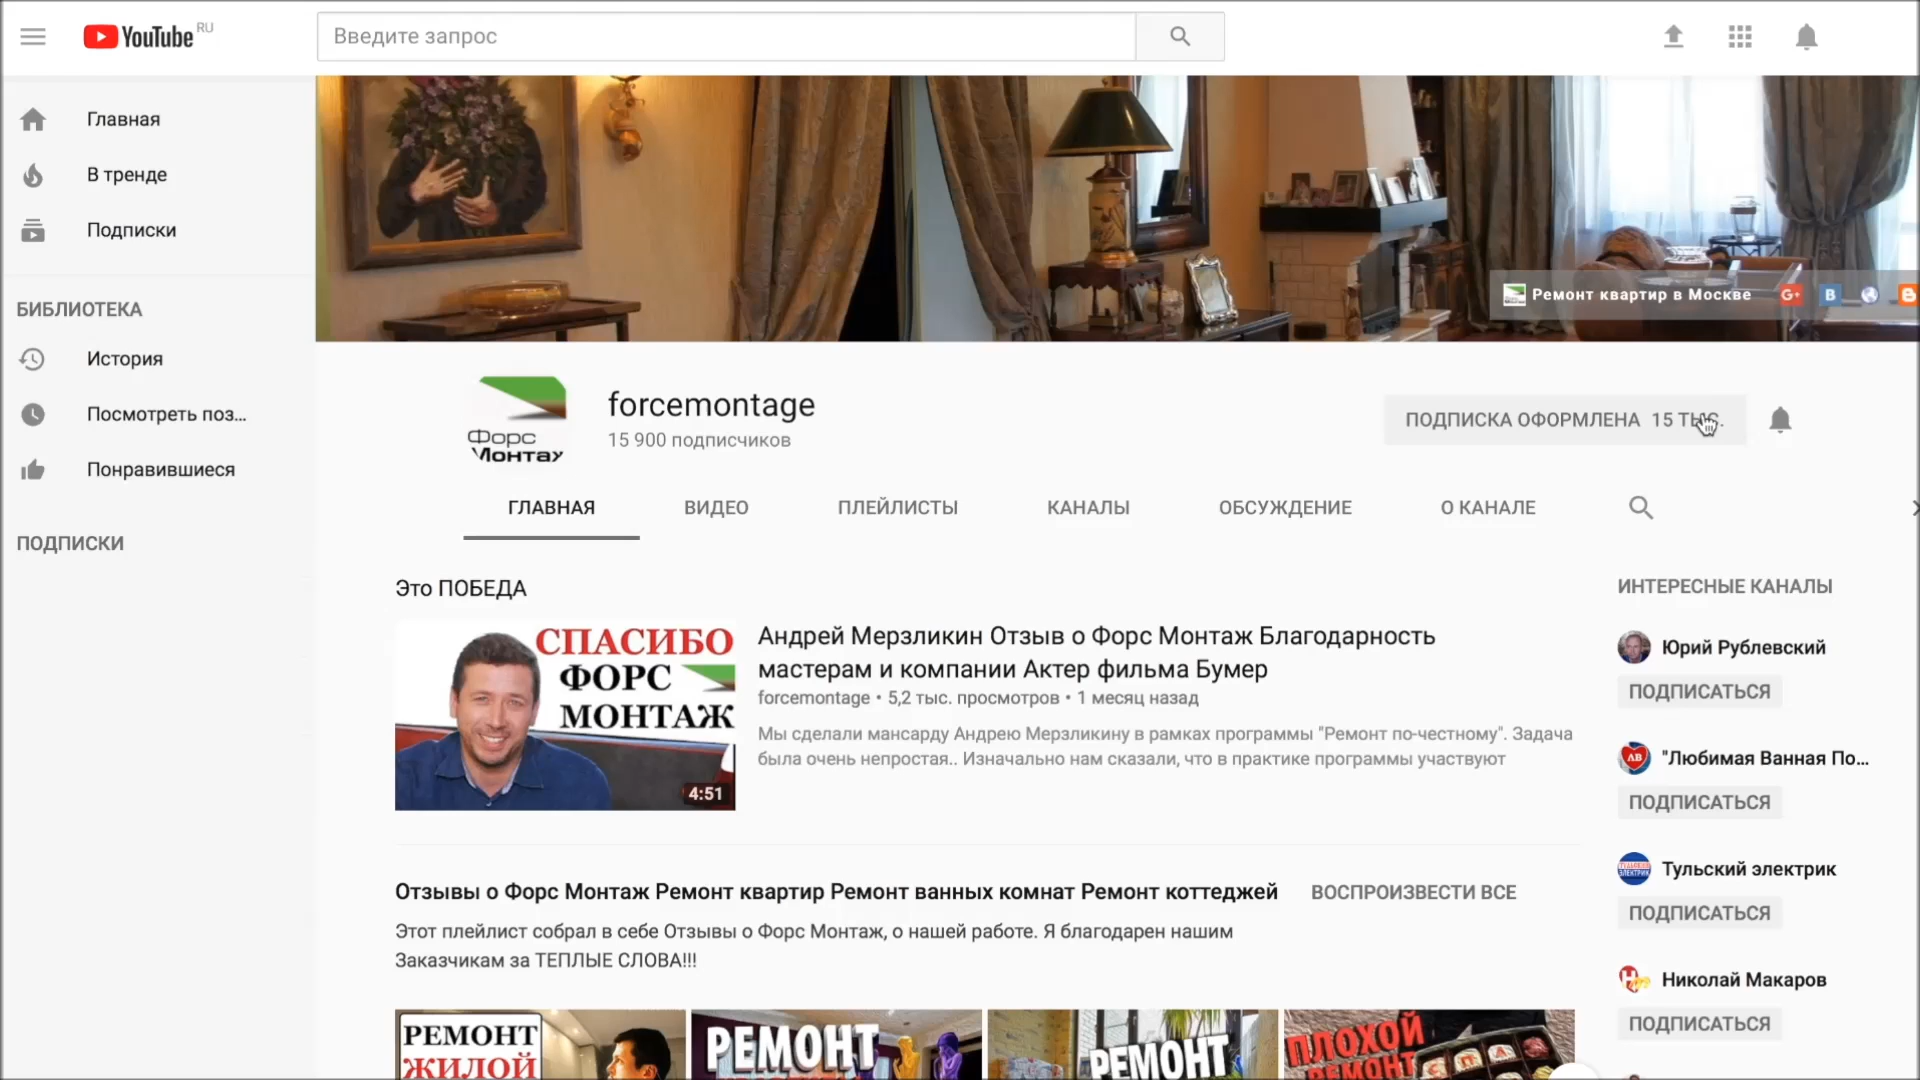 YouTube RU
Введите запрос
Главная
В тренде
Подписки
БИБЛИОТЕКА
История
Посмотреть поз...
Понравившиеся
ПОДПИСКИ
Ремонт квартир в Москве
G+
B
Форс
Монтаж
forcemontage
15 900 подписчиков
ПОДПИСКА ОФОРМЛЕНА 15 ТЫС.
ГЛАВНАЯ
ВИДЕО
ПЛЕЙЛИСТЫ
КАНАЛЫ
ОБСУЖДЕНИЕ
О КАНАЛЕ
Это ПОБЕДА
СПАСИБО
ФОРС
МОНТАЖ
4:51
Андрей Мерзликин Отзыв о Форс Монтаж Благодарность
мастерам и компании Актер фильма Бумер
forcemontage • 5,2 тыс. просмотров • 1 месяц назад
Мы сделали мансарду Андрею Мерзликину в рамках программы "Ремонт по-честному". Задача
была очень непростая.. Изначально нам сказали, что в практике программы участвуют
Отзывы о Форс Монтаж Ремонт квартир Ремонт ванных комнат Ремонт коттеджей
ВОСПРОИЗВЕСТИ ВСЕ
Этот плейлист собрал в себе Отзывы о Форс Монтаж, о нашей работе. Я благодарен нашим
Заказчикам за ТЕПЛЫЕ СЛОВА!!!
РЕМОНТ
ЖИЛОЙ
РЕМОНТ
РЕМОНТ
ПЛОХОЙ
РЕМОНТ
ИНТЕРЕСНЫЕ КАНАЛЫ
Юрий Рублевский
ПОДПИСАТЬСЯ
ЛВ
"Любимая Ванная По...
ПОДПИСАТЬСЯ
Тульский электрик
ПОДПИСАТЬСЯ
Николай Макаров
ПОДПИСАТЬСЯ